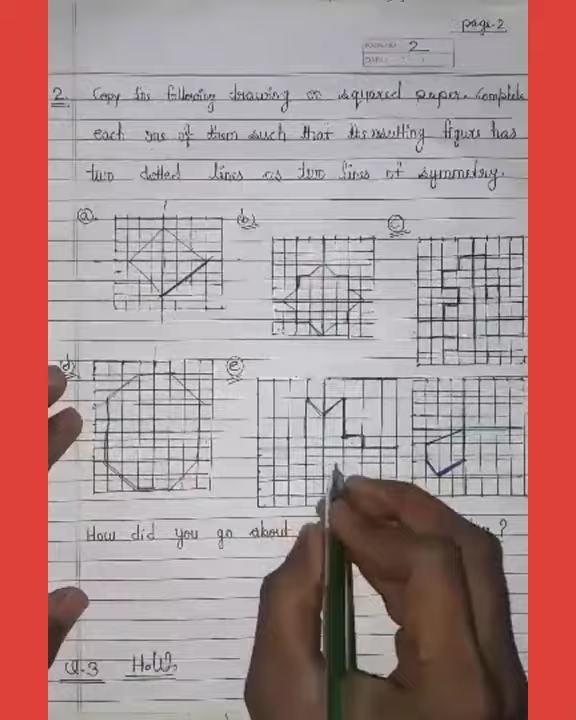 page-2
2
2. Copy the following drawing on squared paper. Complete
each one of them such that the resulting figure has
two dotted lines as two lines of symmetry.
(a) (b) (c)
(d) (e)
How did you go about ?
Q.3 H.W.